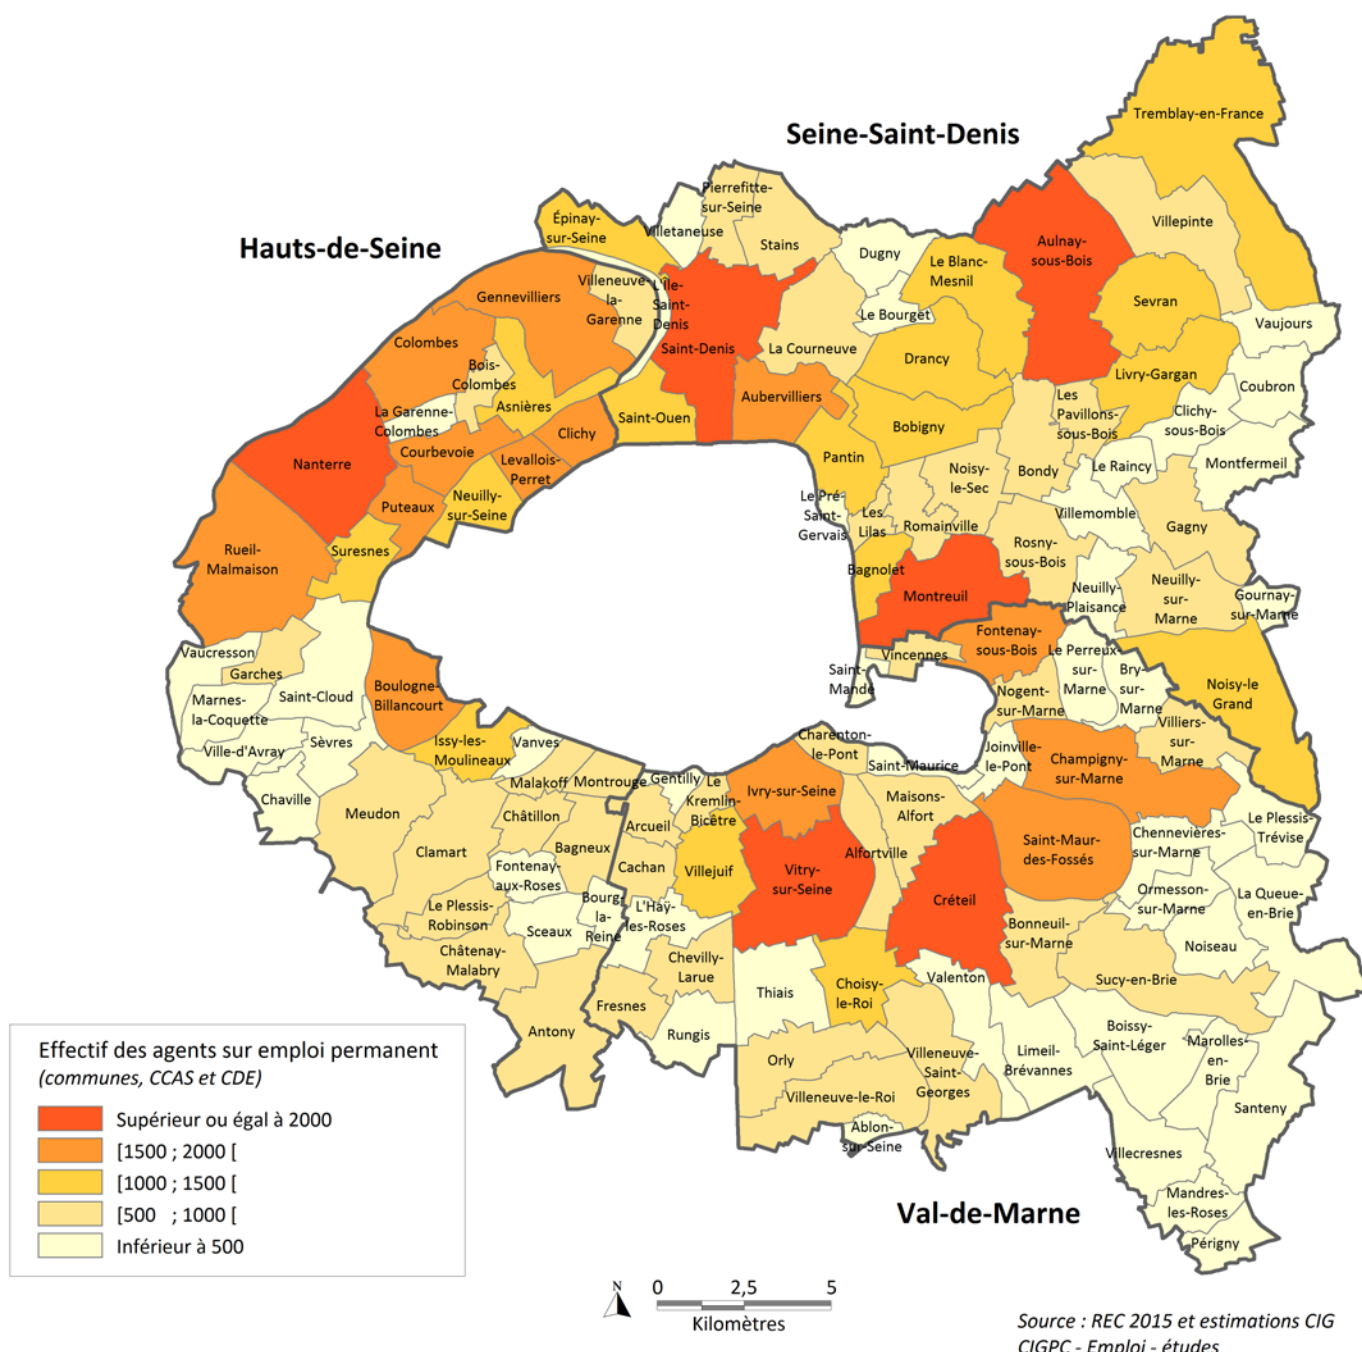 Seine-Saint-Denis
Hauts-de-Seine
Val-de-Marne
Tremblay-en-France
Pierrefitte-
sur-Seine
Épinay-
sur-Seine
Villetaneuse
Stains
Villepinte
Aulnay-
sous-Bois
Dugny
Le Blanc-
Mesnil
Sevran
Villeneuve-
la-
Garenne
L'Île-
Saint-
Denis
Gennevilliers
Le Bourget
Vaujours
Colombes
Saint-Denis
La Courneuve
Drancy
Livry-Gargan
Coubron
Bois-
Colombes
Asnières
Aubervilliers
Les
Pavillons-
sous-Bois
Clichy-
sous-Bois
La Garenne-
Colombes
Saint-Ouen
Bobigny
Clichy
Courbevoie
Levallois-
Perret
Nanterre
Pantin
Noisy-
le-Sec
Bondy
Le Raincy
Montfermeil
Puteaux
Neuilly-
sur-Seine
Le Pré-
Saint-
Gervais
Les
Lilas
Romainville
Villemomble
Gagny
Rueil-
Malmaison
Suresnes
Rosny-
sous-Bois
Bagnolet
Montreuil
Neuilly-
Plaisance
Neuilly-
sur-
Marne
Gournay-
sur-Marne
Vaucresson
Garches
Fontenay-
sous-Bois
Vincennes
Le Perreux-
sur-
Marne
Bry-
sur-
Marne
Noisy-le
Grand
Saint-
Mandé
Marnes-
la-Coquette
Saint-Cloud
Boulogne-
Billancourt
Nogent-
sur-Marne
Villiers-
sur-
Marne
Ville-d'Avray
Sèvres
Issy-les-
Moulineaux
Vanves
Charenton-
le-Pont
Saint-Maurice
Joinville-
le-Pont
Champigny-
sur-Marne
Chaville
Meudon
Malakoff
Montrouge
Gentilly
Le
Kremlin-
Bicêtre
Ivry-sur-Seine
Maisons-
Alfort
Le Plessis-
Trévise
Châtillon
Arcueil
Clamart
Bagneux
Alfortville
Saint-Maur-
des-Fossés
Chennevières-
sur-Marne
Fontenay-
aux-Roses
Cachan
Villejuif
Vitry-
sur-Seine
Créteil
Ormesson-
sur-Marne
La Queue-
en-Brie
Le Plessis-
Robinson
Sceaux
Bourg-
la-
Reine
L'Haÿ-
les-Roses
Bonneuil-
sur-Marne
Noiseau
Châtenay-
Malabry
Chevilly-
Larue
Thiais
Choisy-
le-Roi
Valenton
Sucy-en-Brie
Antony
Fresnes
Rungis
Orly
Villeneuve-
Saint-
Georges
Limeil-
Brévannes
Boissy-
Saint-Léger
Marolles-
en-
Brie
Villeneuve-le-Roi
Santeny
Ablon-
sur-Seine
Villecresnes
Mandres-
les-Roses
Périgny
Effectif des agents sur emploi permanent
(communes, CCAS et CDE)
Supérieur ou égal à 2000
[1500 ; 2000 [
[1000 ; 1500 [
[500 ; 1000 [
Inférieur à 500
N
0 2,5 5
Kilomètres
Source : REC 2015 et estimations CIG
CIGPC - Emploi - études